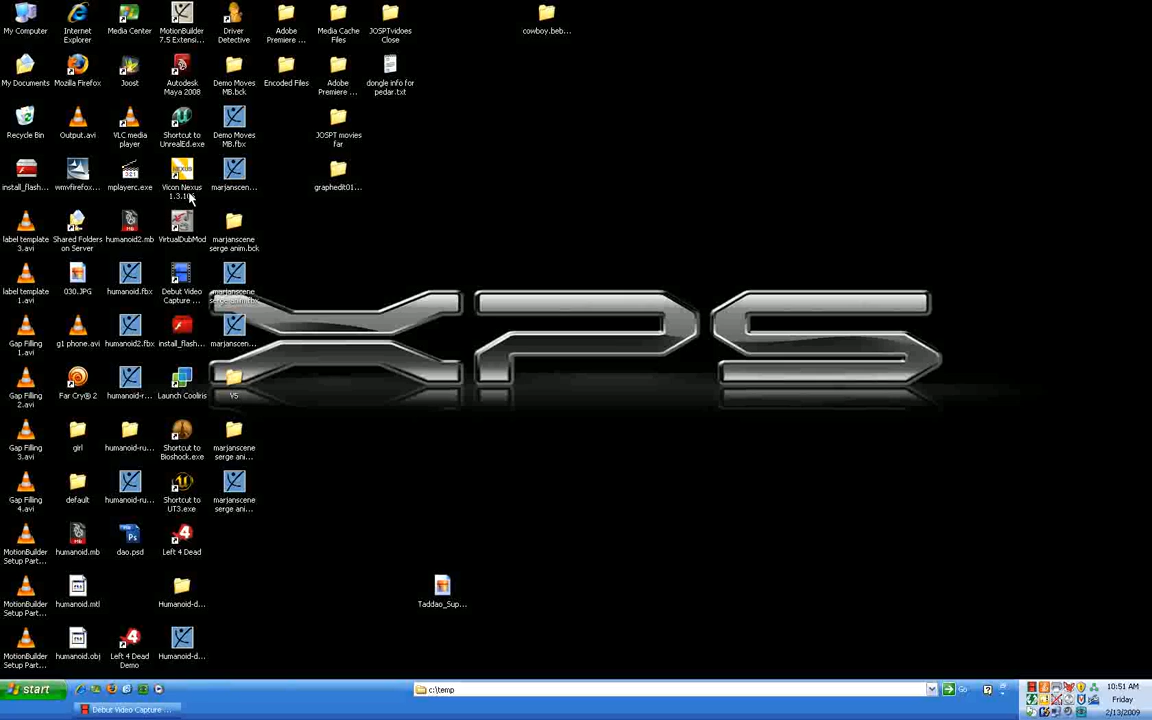 My Computer
Internet
Explorer
Media Center
MotionBuilder
7.5 Extensi...
Driver
Detective
Adobe
Premiere ...
Media Cache
Files
JOSPTvidoes
Close
cowboy.beb...
My Documents
Mozilla Firefox
Joost
Autodesk
Maya 2008
Demo Moves
MB.bck
Encoded Files
Adobe
Premiere ...
dongle info for
pedar.txt
Recycle Bin
Output.avi
VLC media
player
Shortcut to
UnrealEd.exe
Demo Moves
MB.fbx
JOSPT movies
far
install_flash...
wmvfirefox...
mplayerc.exe
Vicon Nexus
marjanscen...
graphedit01...
label template
3.avi
Shared Folders
on Server
humanoid2.mb
VirtualDubMod
marjanscene
serge anim.bck
label template
1.avi
030.JPG
humanoid.fbx
Debut Video
Capture ...
marjanscene
serge anim.fbx
Gap Filling
1.avi
g1 phone.avi
humanoid2.fbx
install_flash...
marjanscen...
XPS
Gap Filling
2.avi
Far Cry® 2
humanoid-r...
Launch Cooliris
V5
Gap Filling
3.avi
girl
humanoid-ru...
Shortcut to
Bioshock.exe
marjanscene
serge ani...
Gap Filling
4.avi
default
humanoid-ru...
Shortcut to
UT3.exe
marjanscene
serge ani...
MotionBuilder
Setup Part...
humanoid.mb
dao.psd
Left 4 Dead
MotionBuilder
Setup Part...
humanoid.mtl
Humanoid-d...
Taddao_Sup...
MotionBuilder
Setup Part...
humanoid.obj
Left 4 Dead
Demo
Humanoid-d...
start
c:\temp
Go
10:51 AM
Friday
2/13/2009
Debut Video Capture ...